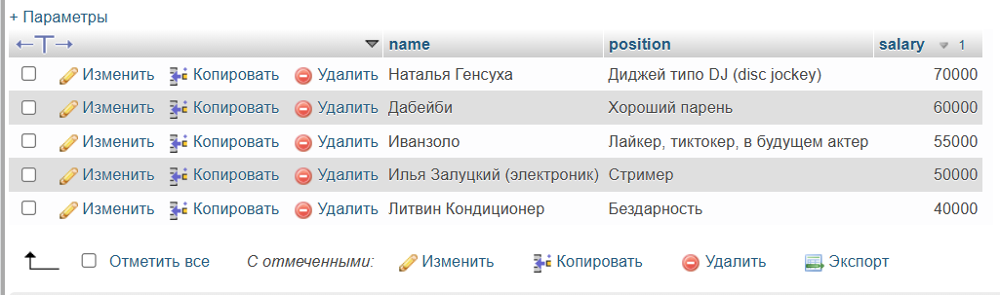 + Параметры
←T→ name position salary 1
Изменить Копировать Удалить Наталья Генсуха Диджей типо DJ (disc jockey) 70000
Изменить Копировать Удалить Дабейби Хороший парень 60000
Изменить Копировать Удалить Иванзоло Лайкер, тиктокер, в будущем актер 55000
Изменить Копировать Удалить Илья Залуцкий (электроник) Стример 50000
Изменить Копировать Удалить Литвин Кондиционер Бездарность 40000
Отметить все С отмеченными: Изменить Копировать Удалить Экспорт